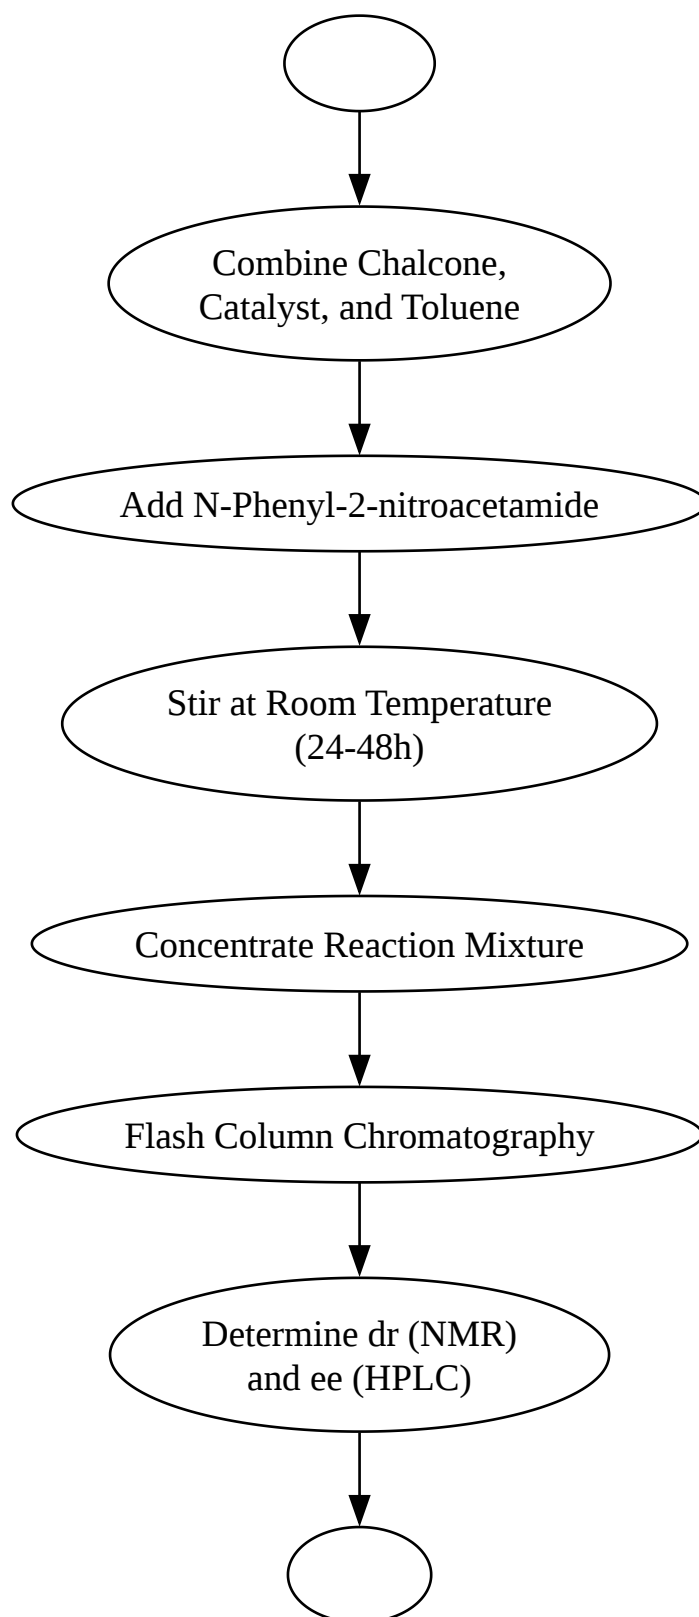 Combine Chalcone,
Catalyst, and Toluene
Add N-Phenyl-2-nitroacetamide
Stir at Room Temperature
(24-48h)
Concentrate Reaction Mixture
Flash Column Chromatography
Determine dr (NMR)
and ee (HPLC)